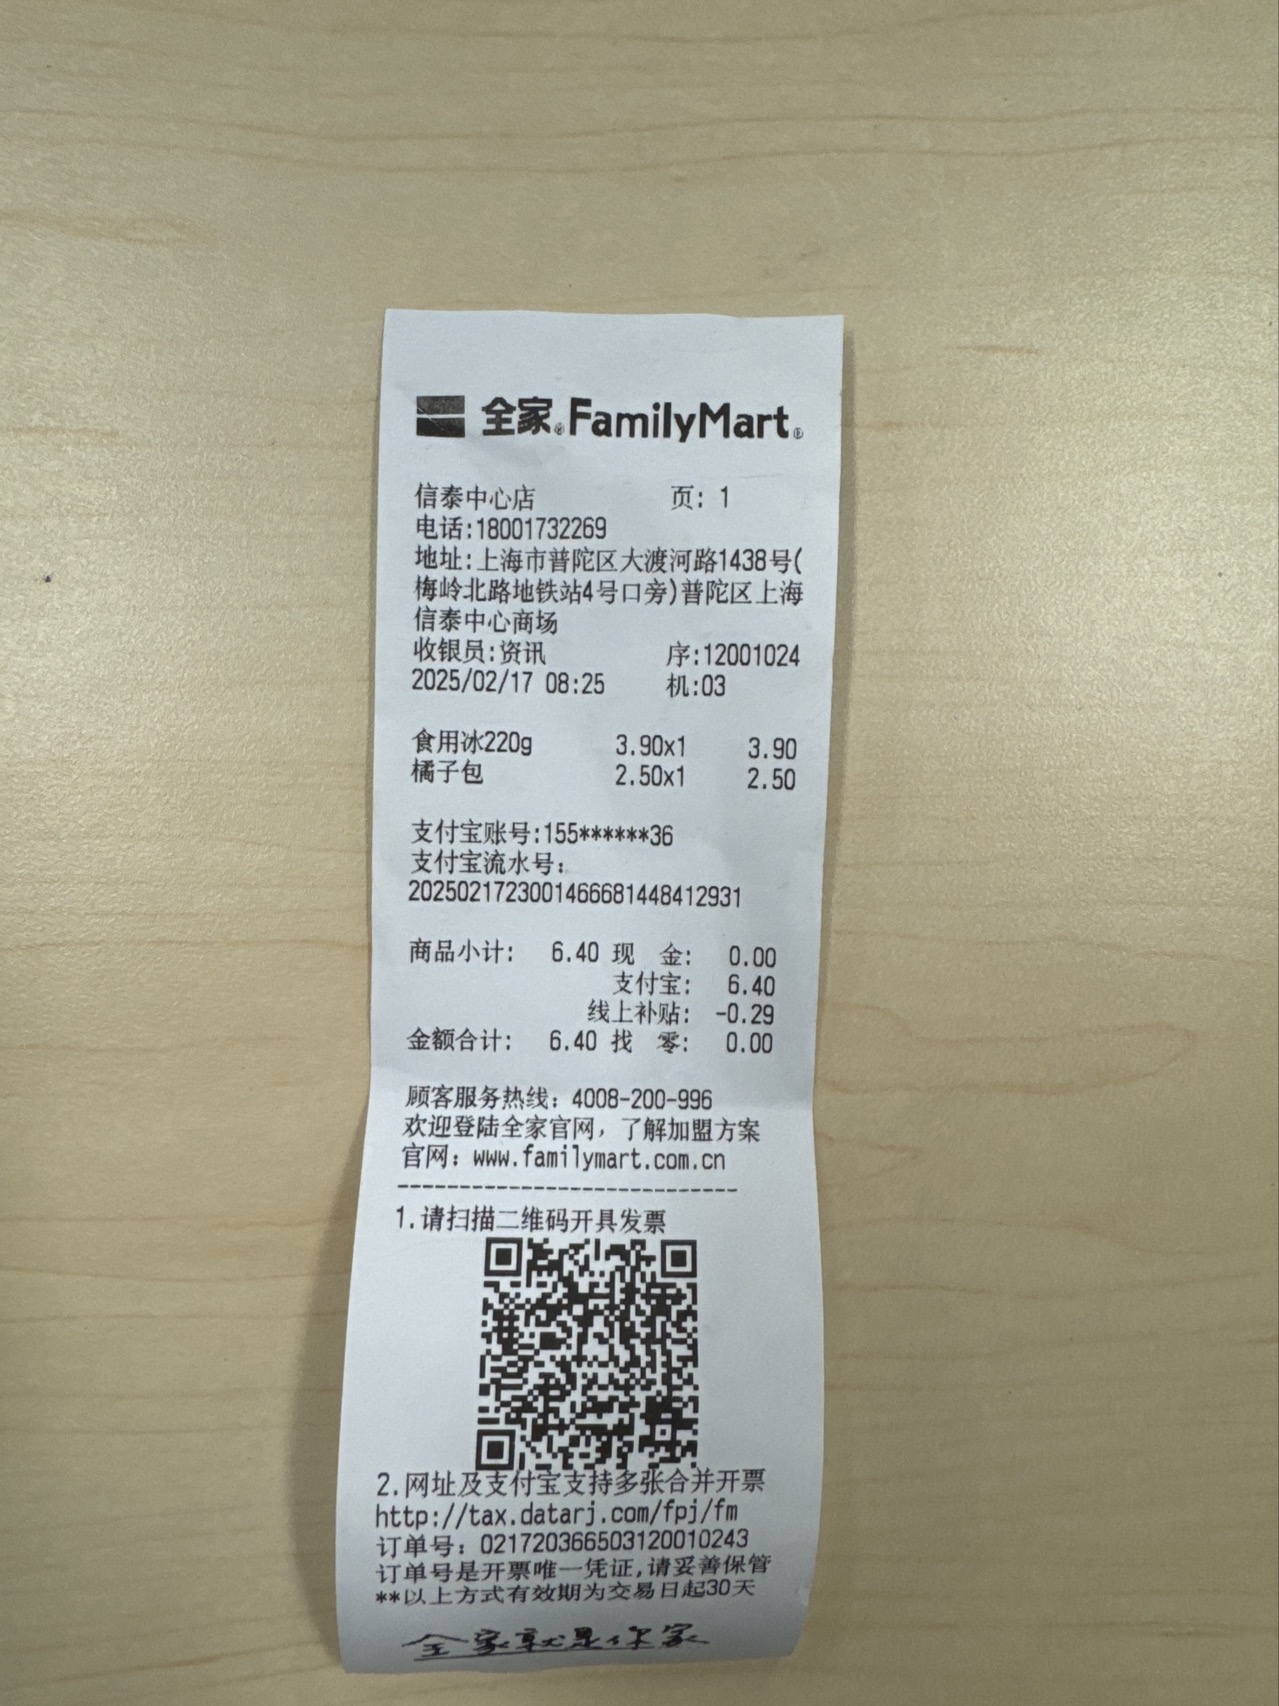 全家®FamilyMart®
信泰中心店 页: 1
电话:18001732269
地址:上海市普陀区大渡河路1438号(
梅岭北路地铁站4号口旁)普陀区上海
信泰中心商场
收银员:资讯 序:12001024
2025/02/17 08:25 机:03
食用冰220g 3.90x1 3.90
橘子包 2.50x1 2.50
支付宝账号:155******36
支付宝流水号:
2025021723001466681448412931
商品小计: 6.40 现 金: 0.00
支付宝: 6.40
线上补贴: -0.29
金额合计: 6.40 找 零: 0.00
顾客服务热线: 4008-200-996
欢迎登陆全家官网，了解加盟方案
官网: www.familymart.com.cn
----------------------------
1.请扫描二维码开具发票
2.网址及支付宝支持多张合并开票
http://tax.datarj.com/fpj/fm
订单号: 021720366503120010243
订单号是开票唯一凭证,请妥善保管
**以上方式有效期为交易日起30天
全家就是你家